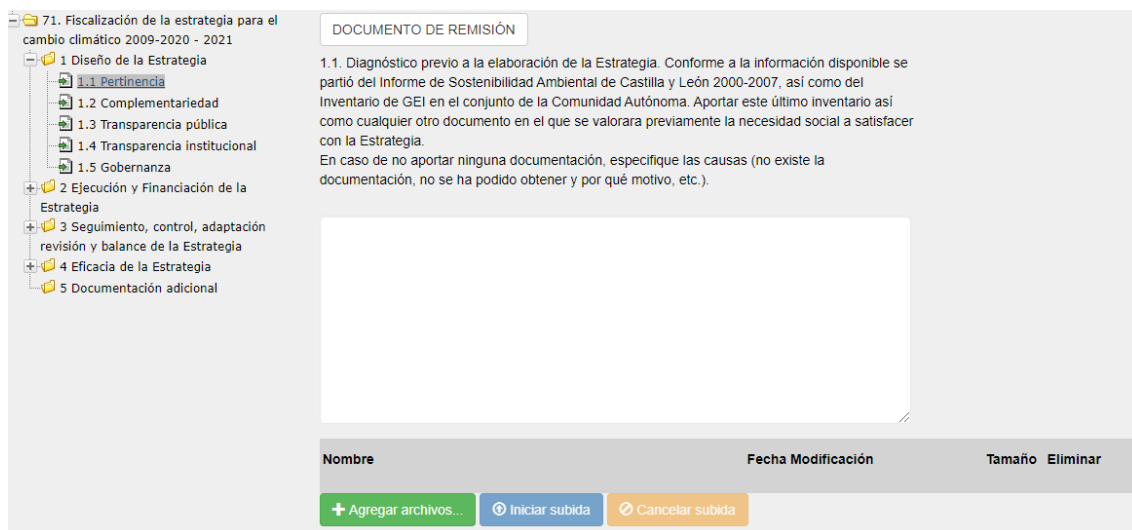 71. Fiscalización de la estrategia para el
cambio climático 2009-2020 - 2021
1 Diseño de la Estrategia
1.1 Pertinencia
1.2 Complementariedad
1.3 Transparencia pública
1.4 Transparencia institucional
1.5 Gobernanza
2 Ejecución y Financiación de la
Estrategia
3 Seguimiento, control, adaptación
revisión y balance de la Estrategia
4 Eficacia de la Estrategia
5 Documentación adicional
DOCUMENTO DE REMISIÓN
1.1. Diagnóstico previo a la elaboración de la Estrategia. Conforme a la información disponible se
partió del Informe de Sostenibilidad Ambiental de Castilla y León 2000-2007, así como del
Inventario de GEI en el conjunto de la Comunidad Autónoma. Aportar este último inventario así
como cualquier otro documento en el que se valorara previamente la necesidad social a satisfacer
con la Estrategia.
En caso de no aportar ninguna documentación, especifique las causas (no existe la
documentación, no se ha podido obtener y por qué motivo, etc.).
Nombre Fecha Modificación Tamaño Eliminar
Agregar archivos... Iniciar subida Cancelar subida